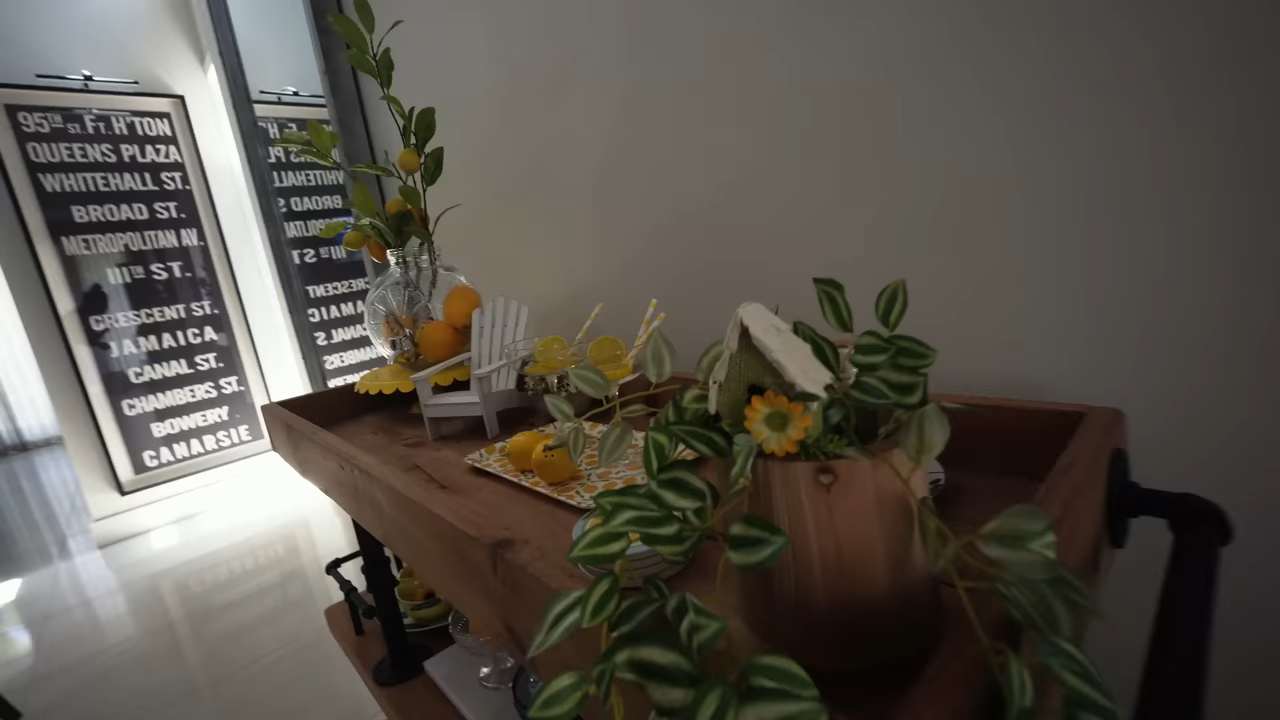 95TH ST. FT. H'TON
QUEENS PLAZA
WHITEHALL ST.
BROAD ST.
METROPOLITAN AV.
111TH ST.
CRESCENT ST.
JAMAICA
CANAL ST.
CHAMBERS ST.
BOWERY
CANARSIE